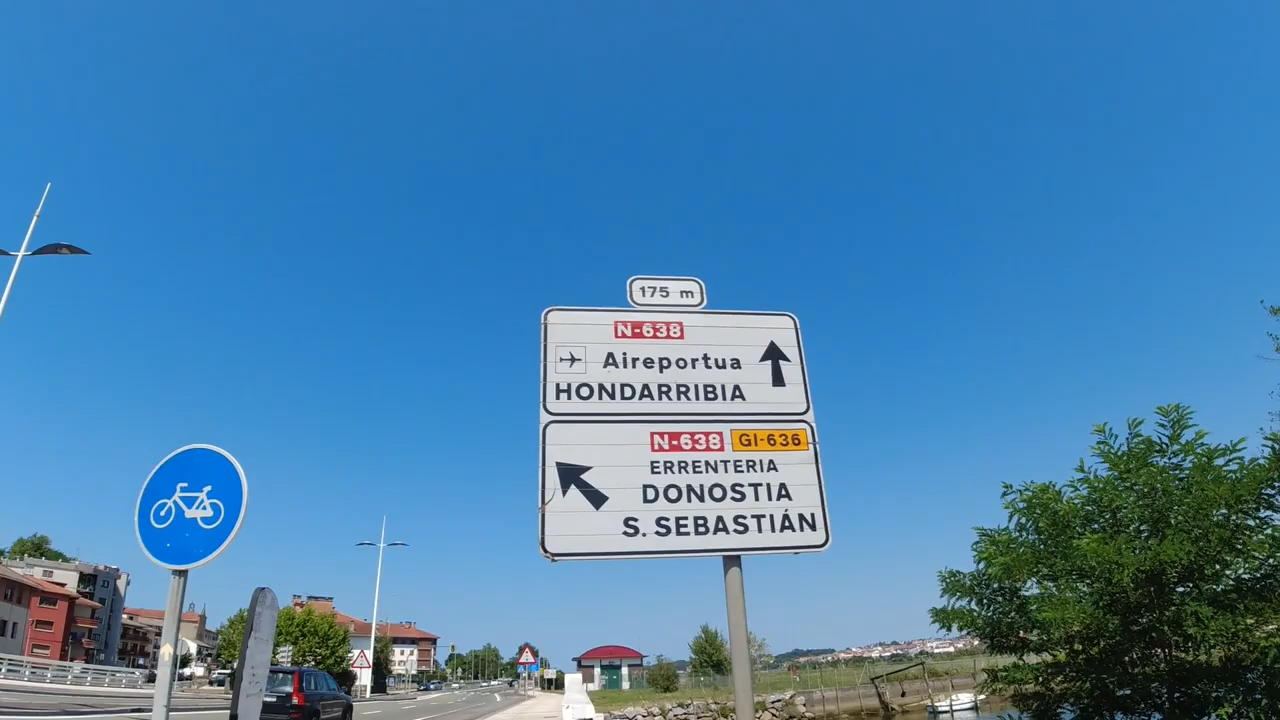 175 m
N-638
Aireportua
HONDARRIBIA
N-638 GI-636
ERRENTERIA
DONOSTIA
S. SEBASTIÁN